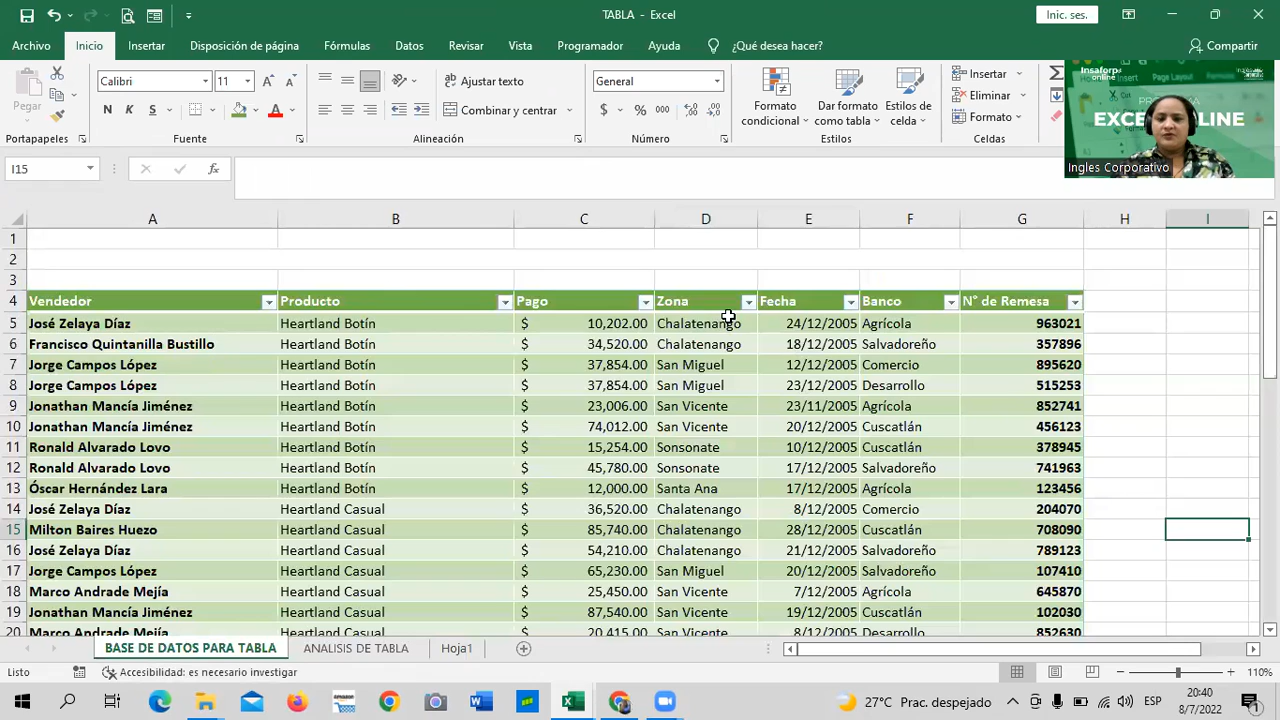 TABLA - Excel
Inic. ses.
Archivo Inicio Insertar Disposición de página Fórmulas Datos Revisar Vista Programador Ayuda ¿Qué desea hacer? Compartir
Pegar
Calibri 11
N K S
Ajustar texto
Combinar y centrar
General
$ % 000
Formato condicional
Dar formato como tabla
Estilos de celda
Insertar
Eliminar
Formato
Portapapeles Fuente Alineación Número Estilos Celdas
Insaforp online
EXCEL ONLINE
Ingles Corporativo
I15
fx
A B C D E F G H I
1
2
3
4 Vendedor Producto Pago Zona Fecha Banco N° de Remesa
5 José Zelaya Díaz Heartland Botín $ 10,202.00 Chalatenango 24/12/2005 Agrícola 963021
6 Francisco Quintanilla Bustillo Heartland Botín $ 34,520.00 Chalatenango 18/12/2005 Salvadoreño 357896
7 Jorge Campos López Heartland Botín $ 37,854.00 San Miguel 12/12/2005 Comercio 895620
8 Jorge Campos López Heartland Botín $ 37,854.00 San Miguel 23/12/2005 Desarrollo 515253
9 Jonathan Mancía Jiménez Heartland Botín $ 23,006.00 San Vicente 23/11/2005 Agrícola 852741
10 Jonathan Mancía Jiménez Heartland Botín $ 74,012.00 San Vicente 20/12/2005 Cuscatlán 456123
11 Ronald Alvarado Lovo Heartland Botín $ 15,254.00 Sonsonate 10/12/2005 Cuscatlán 378945
12 Ronald Alvarado Lovo Heartland Botín $ 45,780.00 Sonsonate 17/12/2005 Salvadoreño 741963
13 Óscar Hernández Lara Heartland Botín $ 12,000.00 Santa Ana 17/12/2005 Agrícola 123456
14 José Zelaya Díaz Heartland Casual $ 36,520.00 Chalatenango 8/12/2005 Comercio 204070
15 Milton Baires Huezo Heartland Casual $ 85,740.00 Chalatenango 28/12/2005 Cuscatlán 708090
16 José Zelaya Díaz Heartland Casual $ 54,210.00 Chalatenango 21/12/2005 Salvadoreño 789123
17 Jorge Campos López Heartland Casual $ 65,230.00 San Miguel 20/12/2005 Cuscatlán 107410
18 Marco Andrade Mejía Heartland Casual $ 25,450.00 San Vicente 7/12/2005 Agrícola 645870
19 Jonathan Mancía Jiménez Heartland Casual $ 87,540.00 San Vicente 19/12/2005 Cuscatlán 102030
20 Marco Andrade Mejía Heartland Casual $ 20,415.00 San Vicente 8/12/2005 Desarrollo 852630
BASE DE DATOS PARA TABLA ANALISIS DE TABLA Hoja1
Listo Accesibilidad: es necesario investigar 110%
27°C Prac. despejado ESP 20:40
8/7/2022